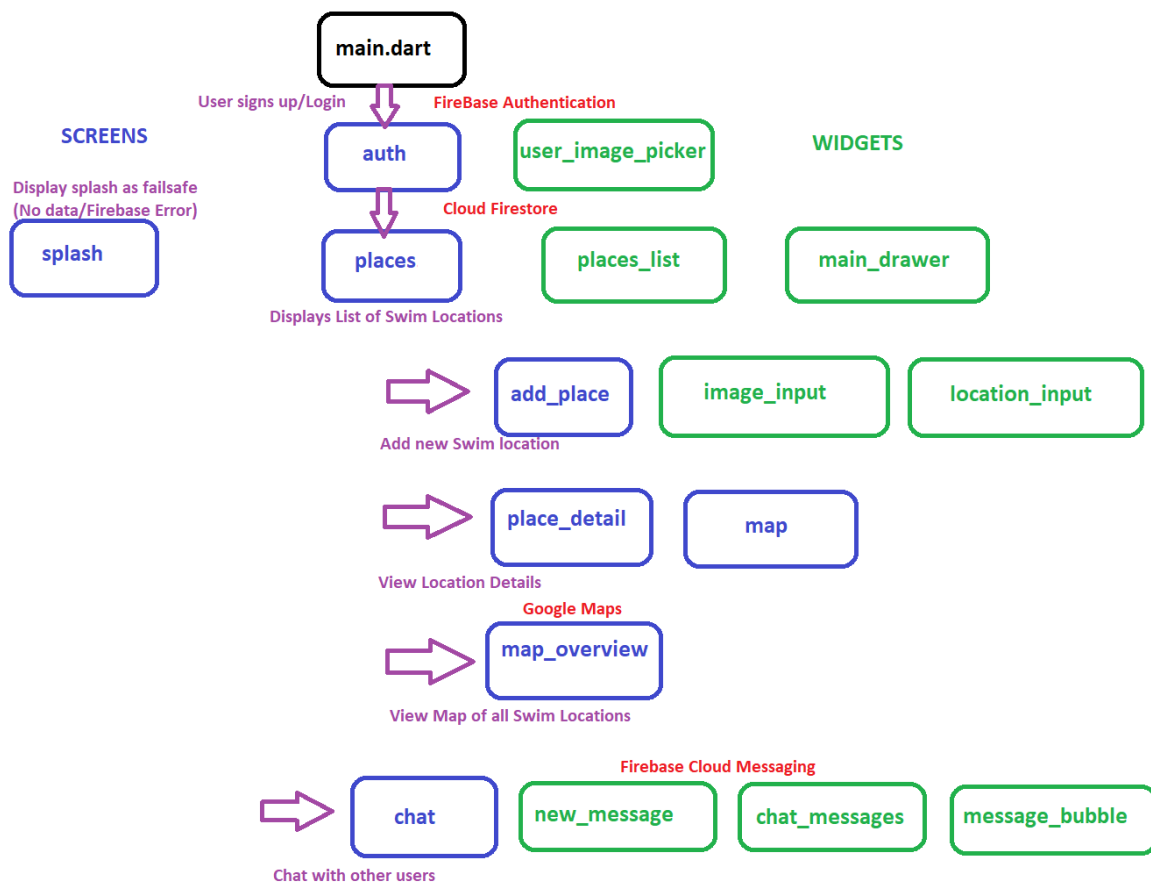 main.dart
User signs up/Login
FireBase Authentication
SCREENS
auth
user_image_picker
WIDGETS
Display splash as failsafe
(No data/Firebase Error)
Cloud Firestore
splash
places
places_list
main_drawer
Displays List of Swim Locations
add_place
image_input
location_input
Add new Swim location
place_detail
map
View Location Details
Google Maps
map_overview
View Map of all Swim Locations
Firebase Cloud Messaging
chat
new_message
chat_messages
message_bubble
Chat with other users